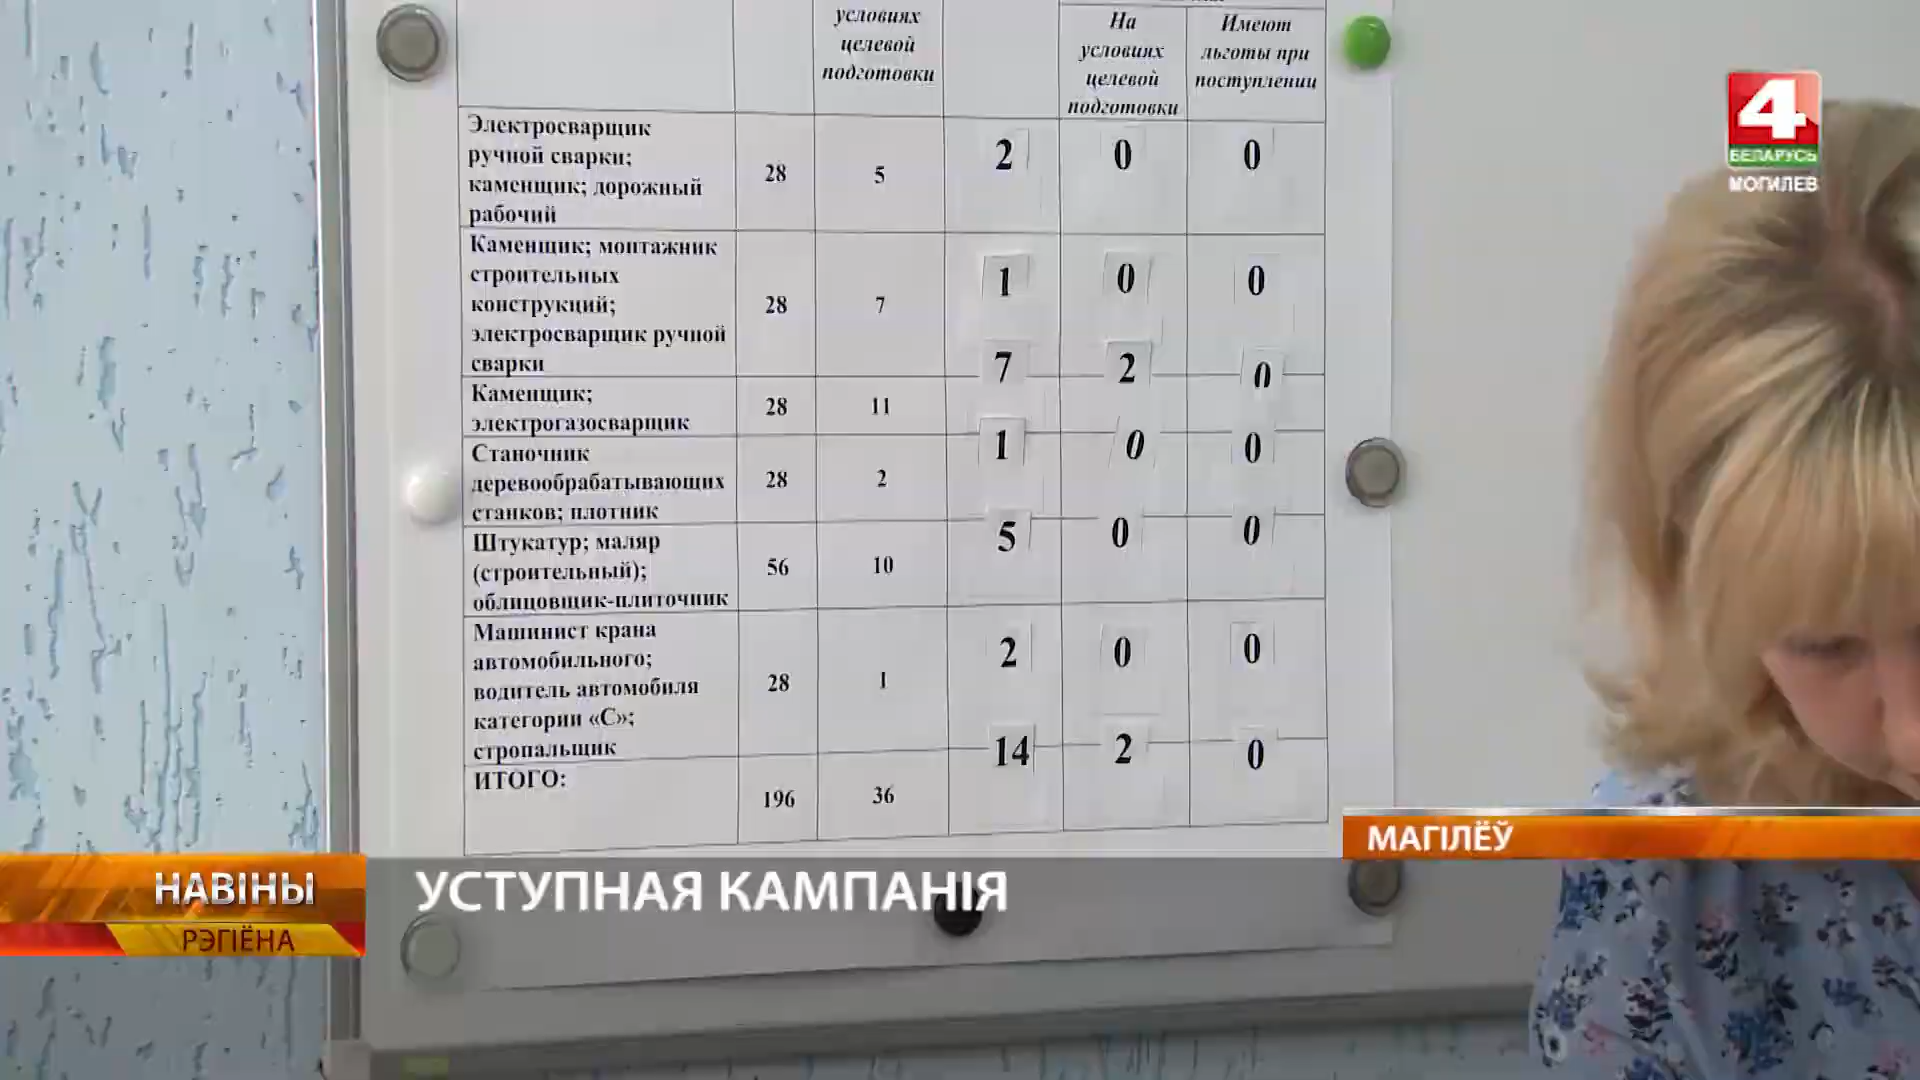 условиях
целевой
подготовки
На
условиях
целевой
подготовки
Имеют
льготы при
поступлении
Электросварщик
ручной сварки;
каменщик; дорожный
рабочий
28
5
2
0
0
Каменщик; монтажник
строительных
конструкций;
электросварщик ручной
сварки
28
7
1
0
0
Каменщик;
электрогазосварщик
28
11
7
2
0
Станочник
деревообрабатывающих
станков; плотник
28
2
1
0
0
Штукатур; маляр
(строительный);
облицовщик-плиточник
56
10
5
0
0
Машинист крана
автомобильного;
водитель автомобиля
категории «С»;
стропальщик
28
1
2
0
0
ИТОГО:
196
36
14
2
0
4
БЕЛАРУСЬ
МОГИЛЕВ
МАГІЛЁЎ
НАВІНЫ
РЭГІЁНА
УСТУПНАЯ КАМПАНІЯ